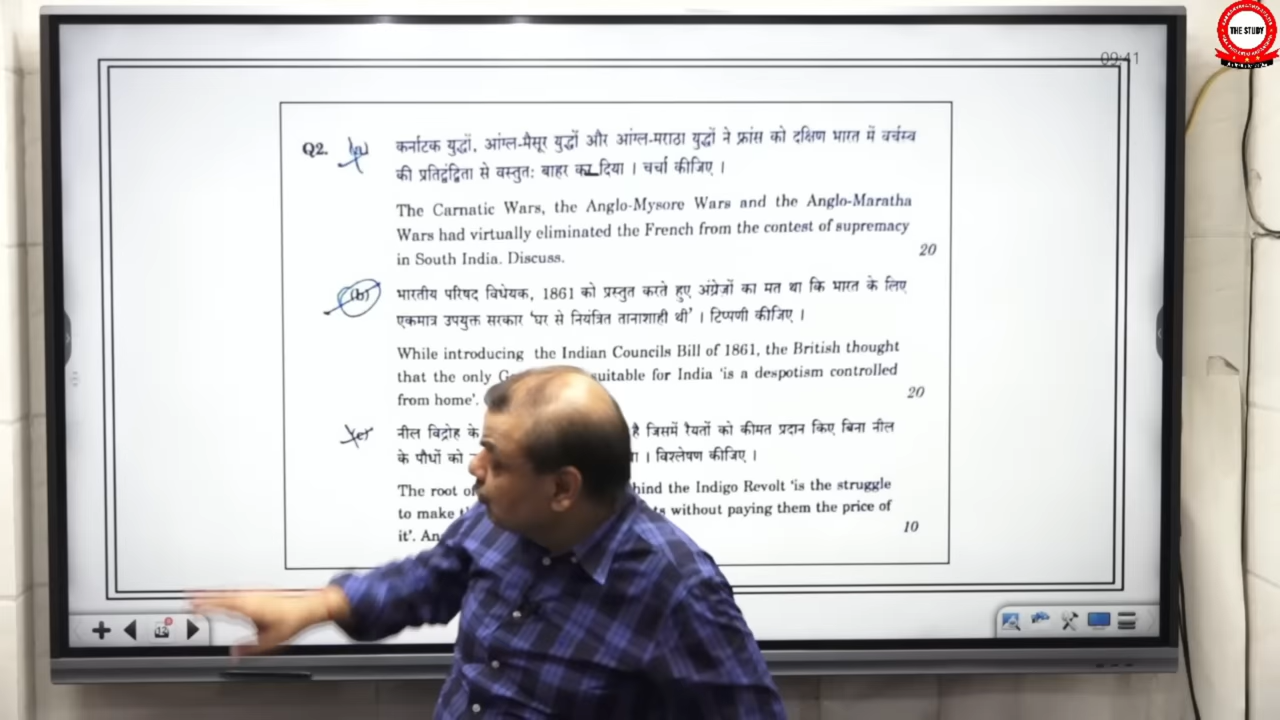 THE STUDY
09:41
Q2. (a) कर्नाटक युद्धों, आंग्ल-मैसूर युद्धों और आंग्ल-मराठा युद्धों ने फ्रांस को दक्षिण भारत में वर्चस्व
की प्रतिद्वंद्विता से वस्तुतः बाहर कर दिया । चर्चा कीजिए ।
The Carnatic Wars, the Anglo-Mysore Wars and the Anglo-Maratha
Wars had virtually eliminated the French from the contest of supremacy
in South India. Discuss. 20
(b) भारतीय परिषद विधेयक, 1861 को प्रस्तुत करते हुए अंग्रेज़ों का मत था कि भारत के लिए
एकमात्र उपयुक्त सरकार ‘घर से नियंत्रित तानाशाही थी’ । टिप्पणी कीजिए ।
While introducing the Indian Councils Bill of 1861, the British thought
that the only suitable for India ‘is a despotism controlled
from home’. 20
(c) नील विद्रोह के है जिसमें रैयतों को कीमत प्रदान किए बिना नील
के पौधों को । विश्लेषण कीजिए ।
The root of hind the Indigo Revolt ‘is the struggle
to make without paying them the price of
it’. 10